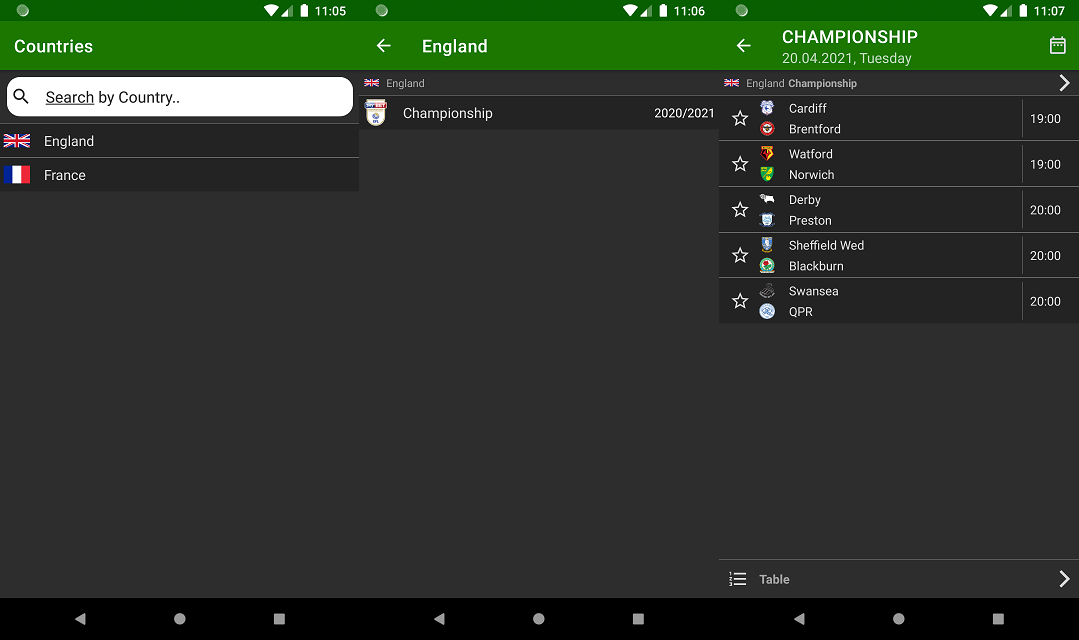 11:05
Countries
Search by Country..
England
France
11:06
England
England
Championship 2020/2021
11:07
CHAMPIONSHIP
20.04.2021, Tuesday
England Championship
Cardiff
Brentford
19:00
Watford
Norwich
19:00
Derby
Preston
20:00
Sheffield Wed
Blackburn
20:00
Swansea
QPR
20:00
Table